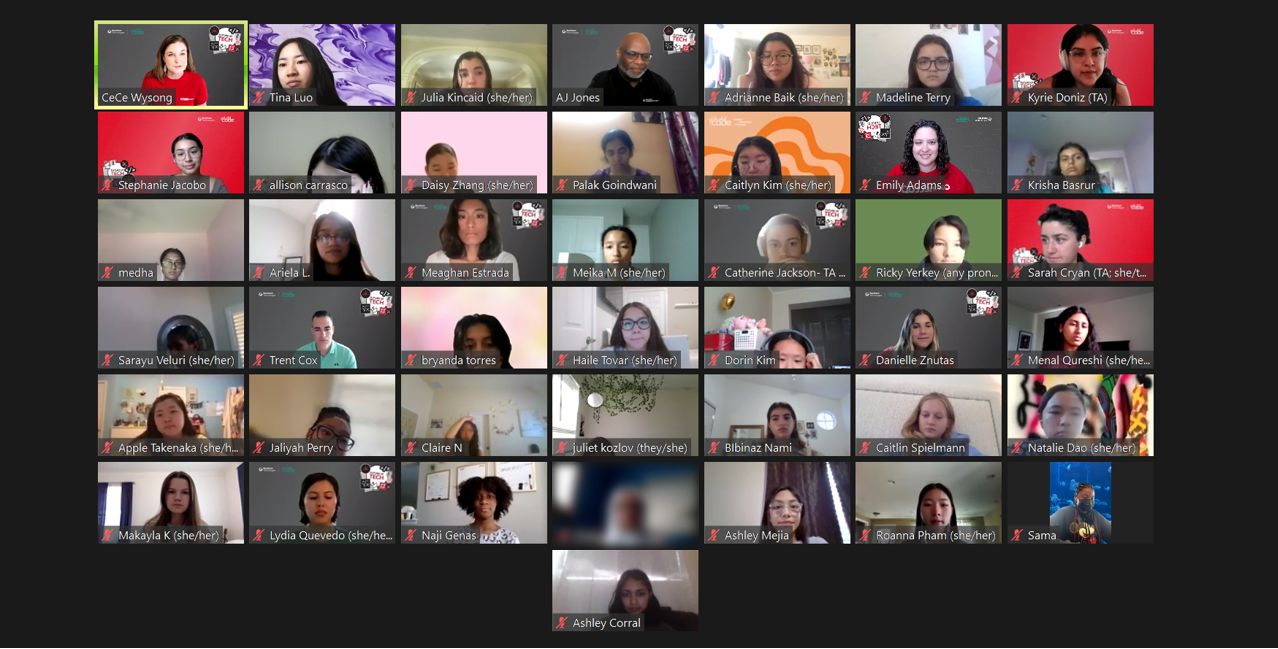 CeCe Wysong
Tina Luo
Julia Kincaid (she/her)
AJ Jones
Adrianne Baik (she/her)
Madeline Terry
Kyrie Doniz (TA)
Stephanie Jacobo
allison carrasco
Daisy Zhang (she/her)
Palak Goindwani
Caitlyn Kim (she/her)
Emily Adams
Krisha Basrur
medha
Ariela L.
Meaghan Estrada
Meika M (she/her)
Catherine Jackson- TA ...
Ricky Yerkey (any pron...
Sarah Cryan (TA; she/t...
Sarayu Veluri (she/her)
TECH
Trent Cox
bryanda torres
Haile Tovar (she/her)
Dorin Kim
Danielle Znutas
Menal Qureshi (she/he...
Apple Takenaka (she/h...
Jaliyah Perry
Claire N
juliet kozlov (they/she)
BIbinaz Nami
Caitlin Spielmann
Natalie Dao (she/her)
Makayla K (she/her)
TECH
Lydia Quevedo (she/he...
Naji Genas
Ashley Mejia
Roanna Pham (she/her)
Sama
Ashley Corral